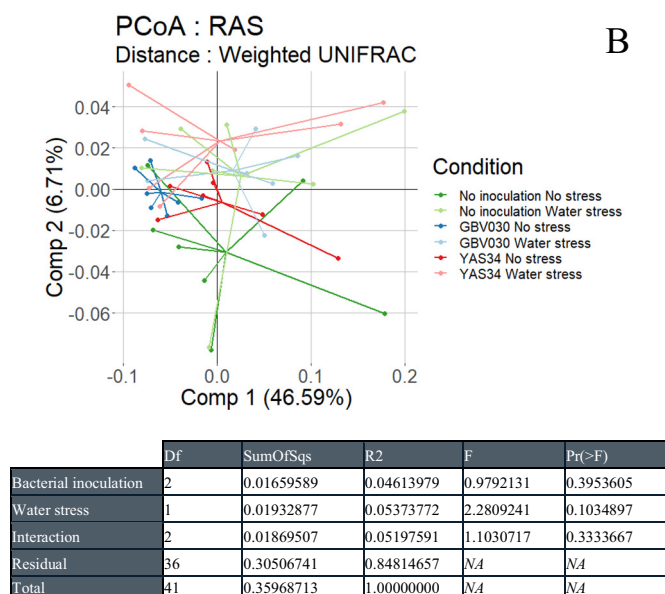 PCoA : RAS
Distance : Weighted UNIFRAC
B
0.04
0.02
0.00
-0.02
-0.04
-0.06
Comp 2 (6.71%)
-0.1 0.0 0.1 0.2
Comp 1 (46.59%)
Condition
No inoculation No stress
No inoculation Water stress
GBV030 No stress
GBV030 Water stress
YAS34 No stress
YAS34 Water stress
Df SumOfSqs R2 F Pr(>F)
Bacterial inoculation 2 0.01659589 0.04613979 0.9792131 0.3953605
Water stress 1 0.01932877 0.05373772 2.2809241 0.1034897
Interaction 2 0.01869507 0.05197591 1.1030717 0.3333667
Residual 36 0.30506741 0.84814657 NA NA
Total 41 0.35968713 1.00000000 NA NA